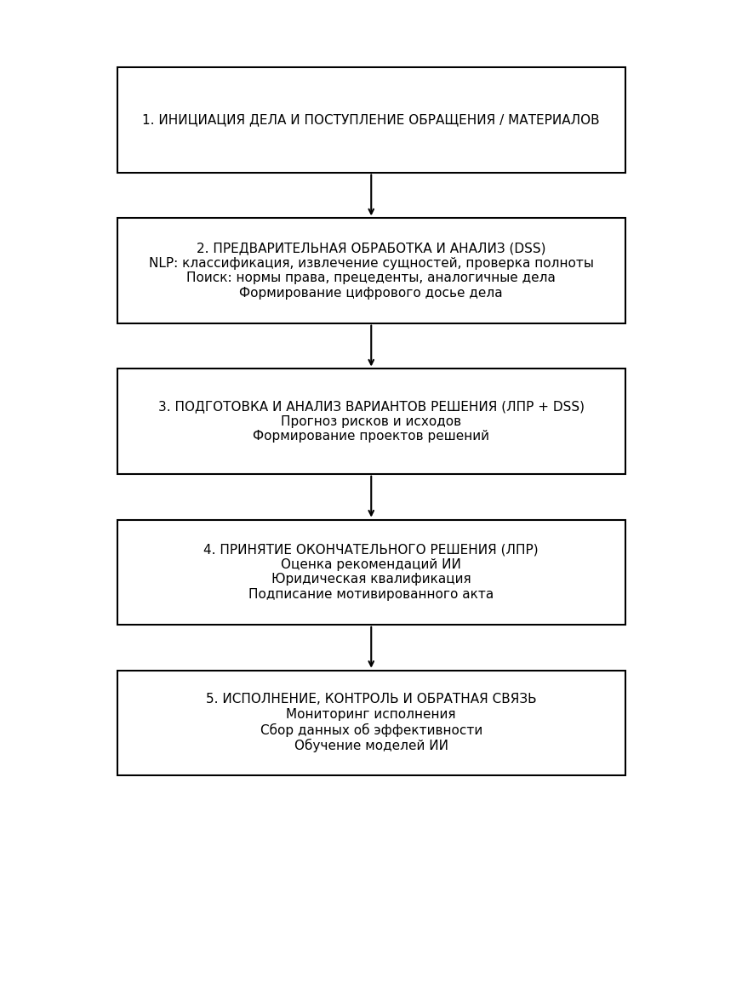 1. ИНИЦИАЦИЯ ДЕЛА И ПОСТУПЛЕНИЕ ОБРАЩЕНИЯ / МАТЕРИАЛОВ
2. ПРЕДВАРИТЕЛЬНАЯ ОБРАБОТКА И АНАЛИЗ (DSS)
NLP: классификация, извлечение сущностей, проверка полноты
Поиск: нормы права, прецеденты, аналогичные дела
Формирование цифрового досье дела
3. ПОДГОТОВКА И АНАЛИЗ ВАРИАНТОВ РЕШЕНИЯ (ЛПР + DSS)
Прогноз рисков и исходов
Формирование проектов решений
4. ПРИНЯТИЕ ОКОНЧАТЕЛЬНОГО РЕШЕНИЯ (ЛПР)
Оценка рекомендаций ИИ
Юридическая квалификация
Подписание мотивированного акта
5. ИСПОЛНЕНИЕ, КОНТРОЛЬ И ОБРАТНАЯ СВЯЗЬ
Мониторинг исполнения
Сбор данных об эффективности
Обучение моделей ИИ